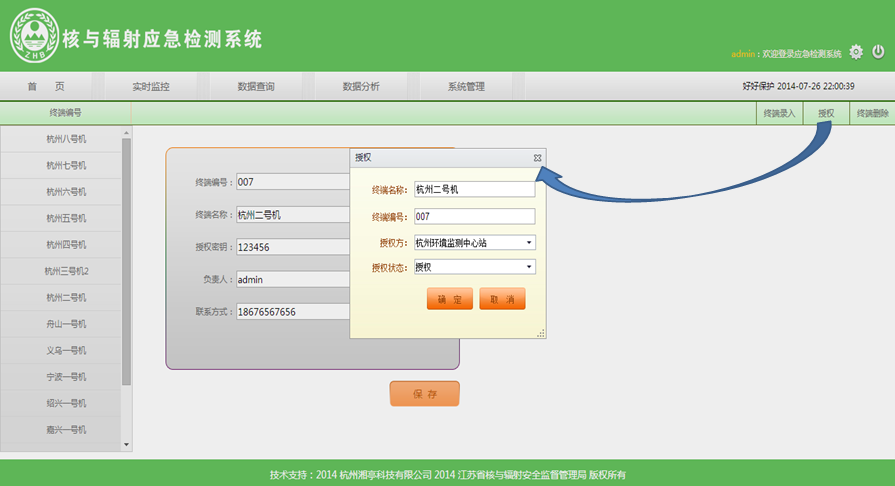 核与辐射应急检测系统
ZHB
admin：欢迎登录应急检测系统
首 页 实时监控 数据查询 数据分析 系统管理 好好保护 2014-07-26 22:00:39
终端编号 终端录入 授权 终端删除
杭州八号机
杭州七号机
杭州六号机
杭州五号机
杭州四号机
杭州三号机2
杭州二号机
舟山一号机
义乌一号机
宁波一号机
绍兴一号机
嘉兴一号机
终端编号：007
终端名称：杭州二号机
授权密钥：123456
负责人：admin
联系方式：18676567656
保 存
授权
终端名称：杭州二号机
终端编号：007
授权方：杭州环境监测中心站
授权状态：授权
确 定 取 消
技术支持：2014 杭州湘亭科技有限公司 2014 江苏省核与辐射安全监督管理局 版权所有